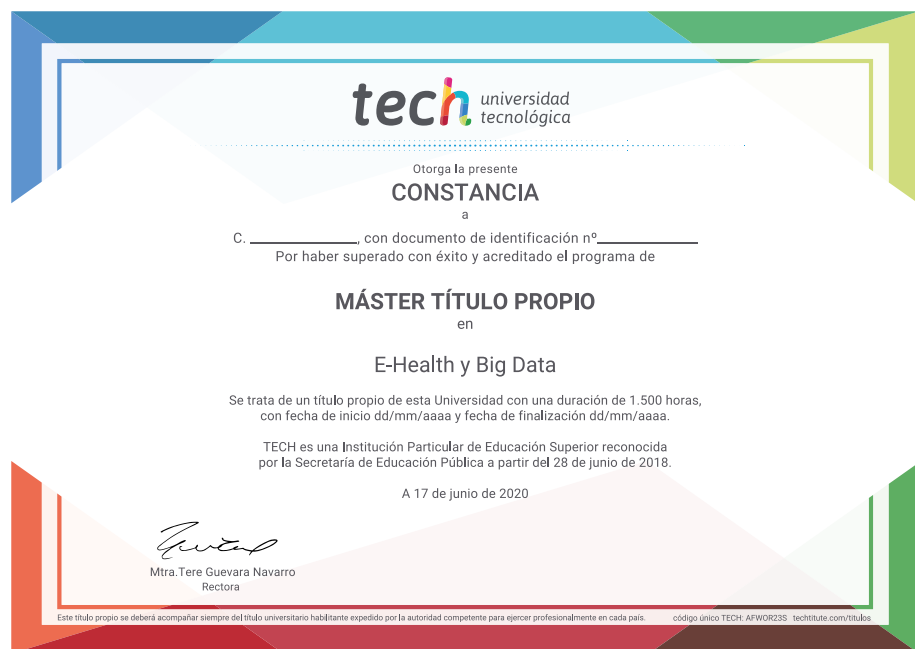 tech universidad
tecnológica
Otorga la presente
CONSTANCIA
a
C. ______________, con documento de identificación nº______________
Por haber superado con éxito y acreditado el programa de
MÁSTER TÍTULO PROPIO
en
E-Health y Big Data
Se trata de un título propio de esta Universidad con una duración de 1.500 horas,
con fecha de inicio dd/mm/aaaa y fecha de finalización dd/mm/aaaa.
TECH es una Institución Particular de Educación Superior reconocida
por la Secretaría de Educación Pública a partir del 28 de junio de 2018.
A 17 de junio de 2020
Mtra.Tere Guevara Navarro
Rectora
Este título propio se deberá acompañar siempre del título universitario habilitante expedido por la autoridad competente para ejercer profesionalmente en cada país. código único TECH: AFWOR23S techtitute.com/titulos